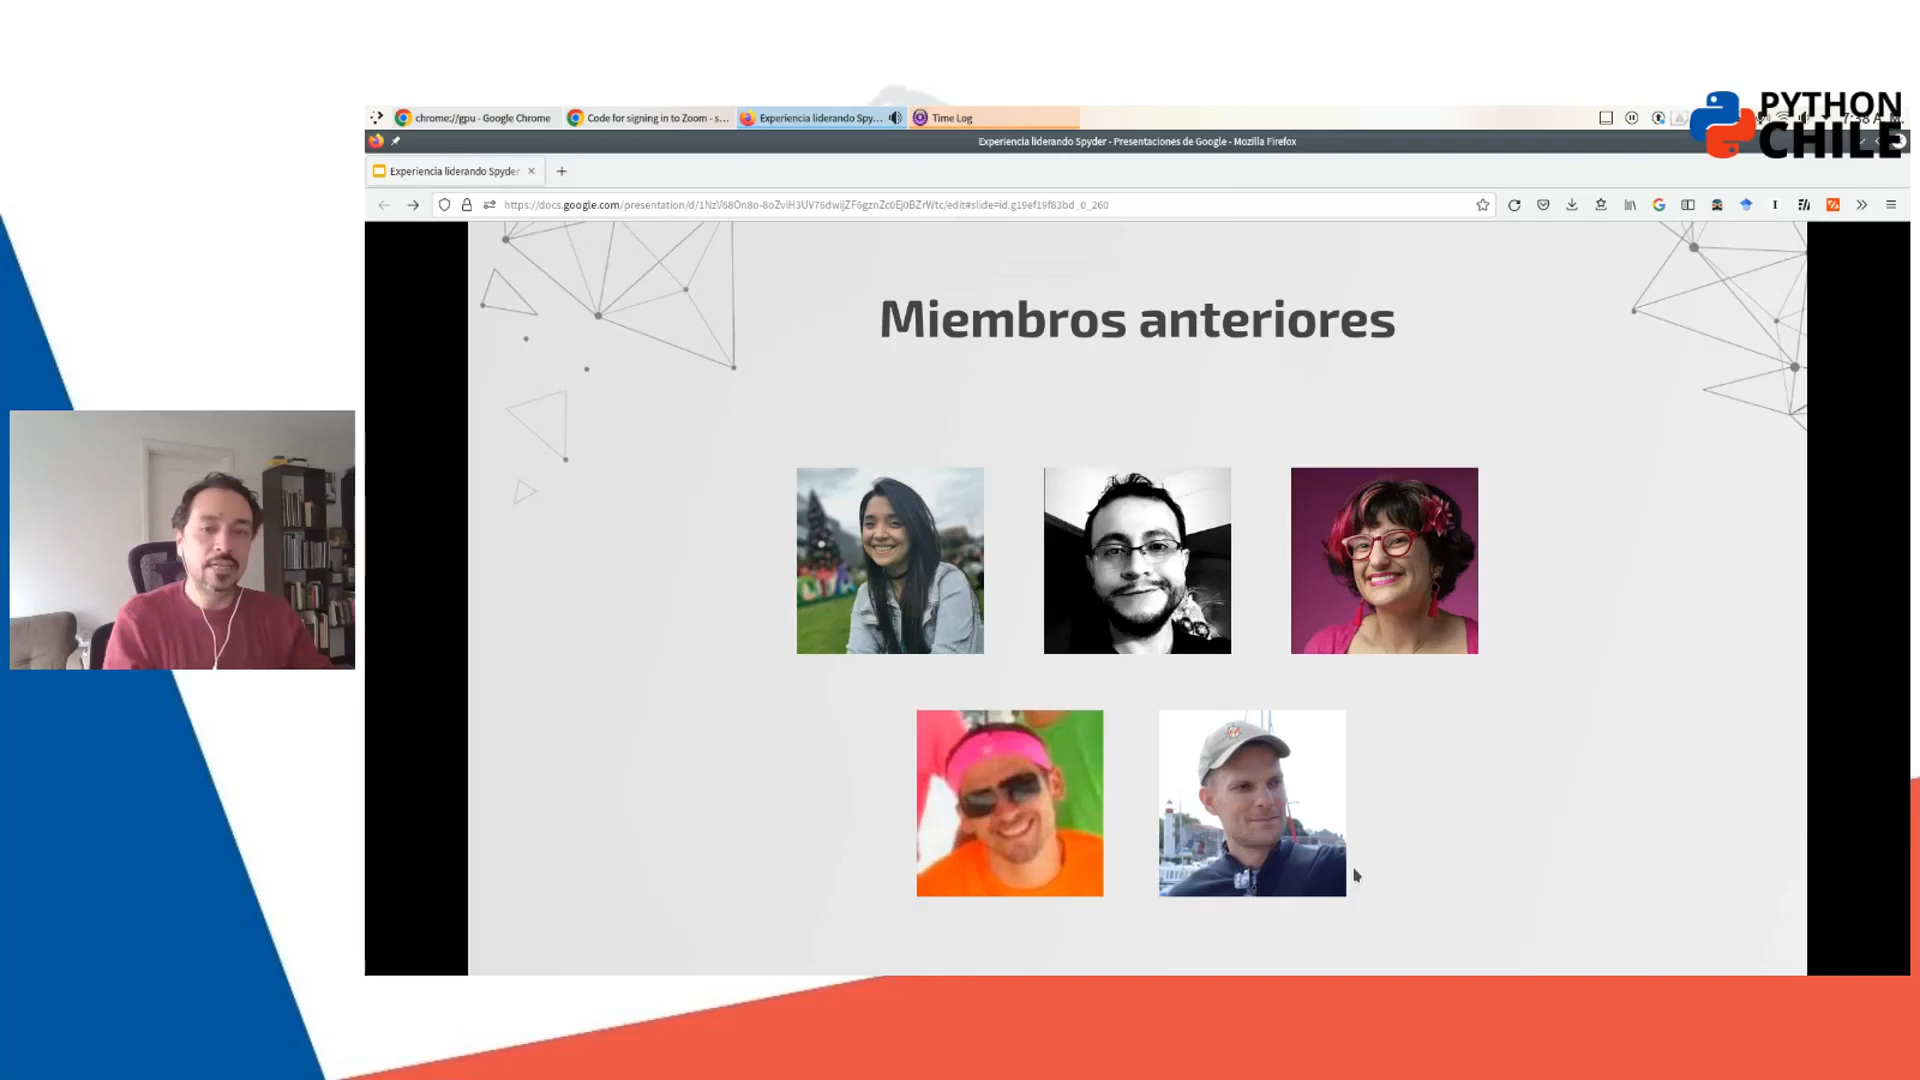 chrome://gpu - Google Chrome
Code for signing in to Zoom - s...
Experiencia liderando Spy...
Time Log
PYTHON
CHILE
Experiencia liderando Spyder - Presentaciones de Google - Mozilla Firefox
Experiencia liderando Spyder
https://docs.google.com/presentation/d/1NzV68On8o-8oZviH3UV76dwijZF6gznZc0Ej0BZrWtc/edit#slide=id.g19ef19f83bd_0_260
Miembros anteriores